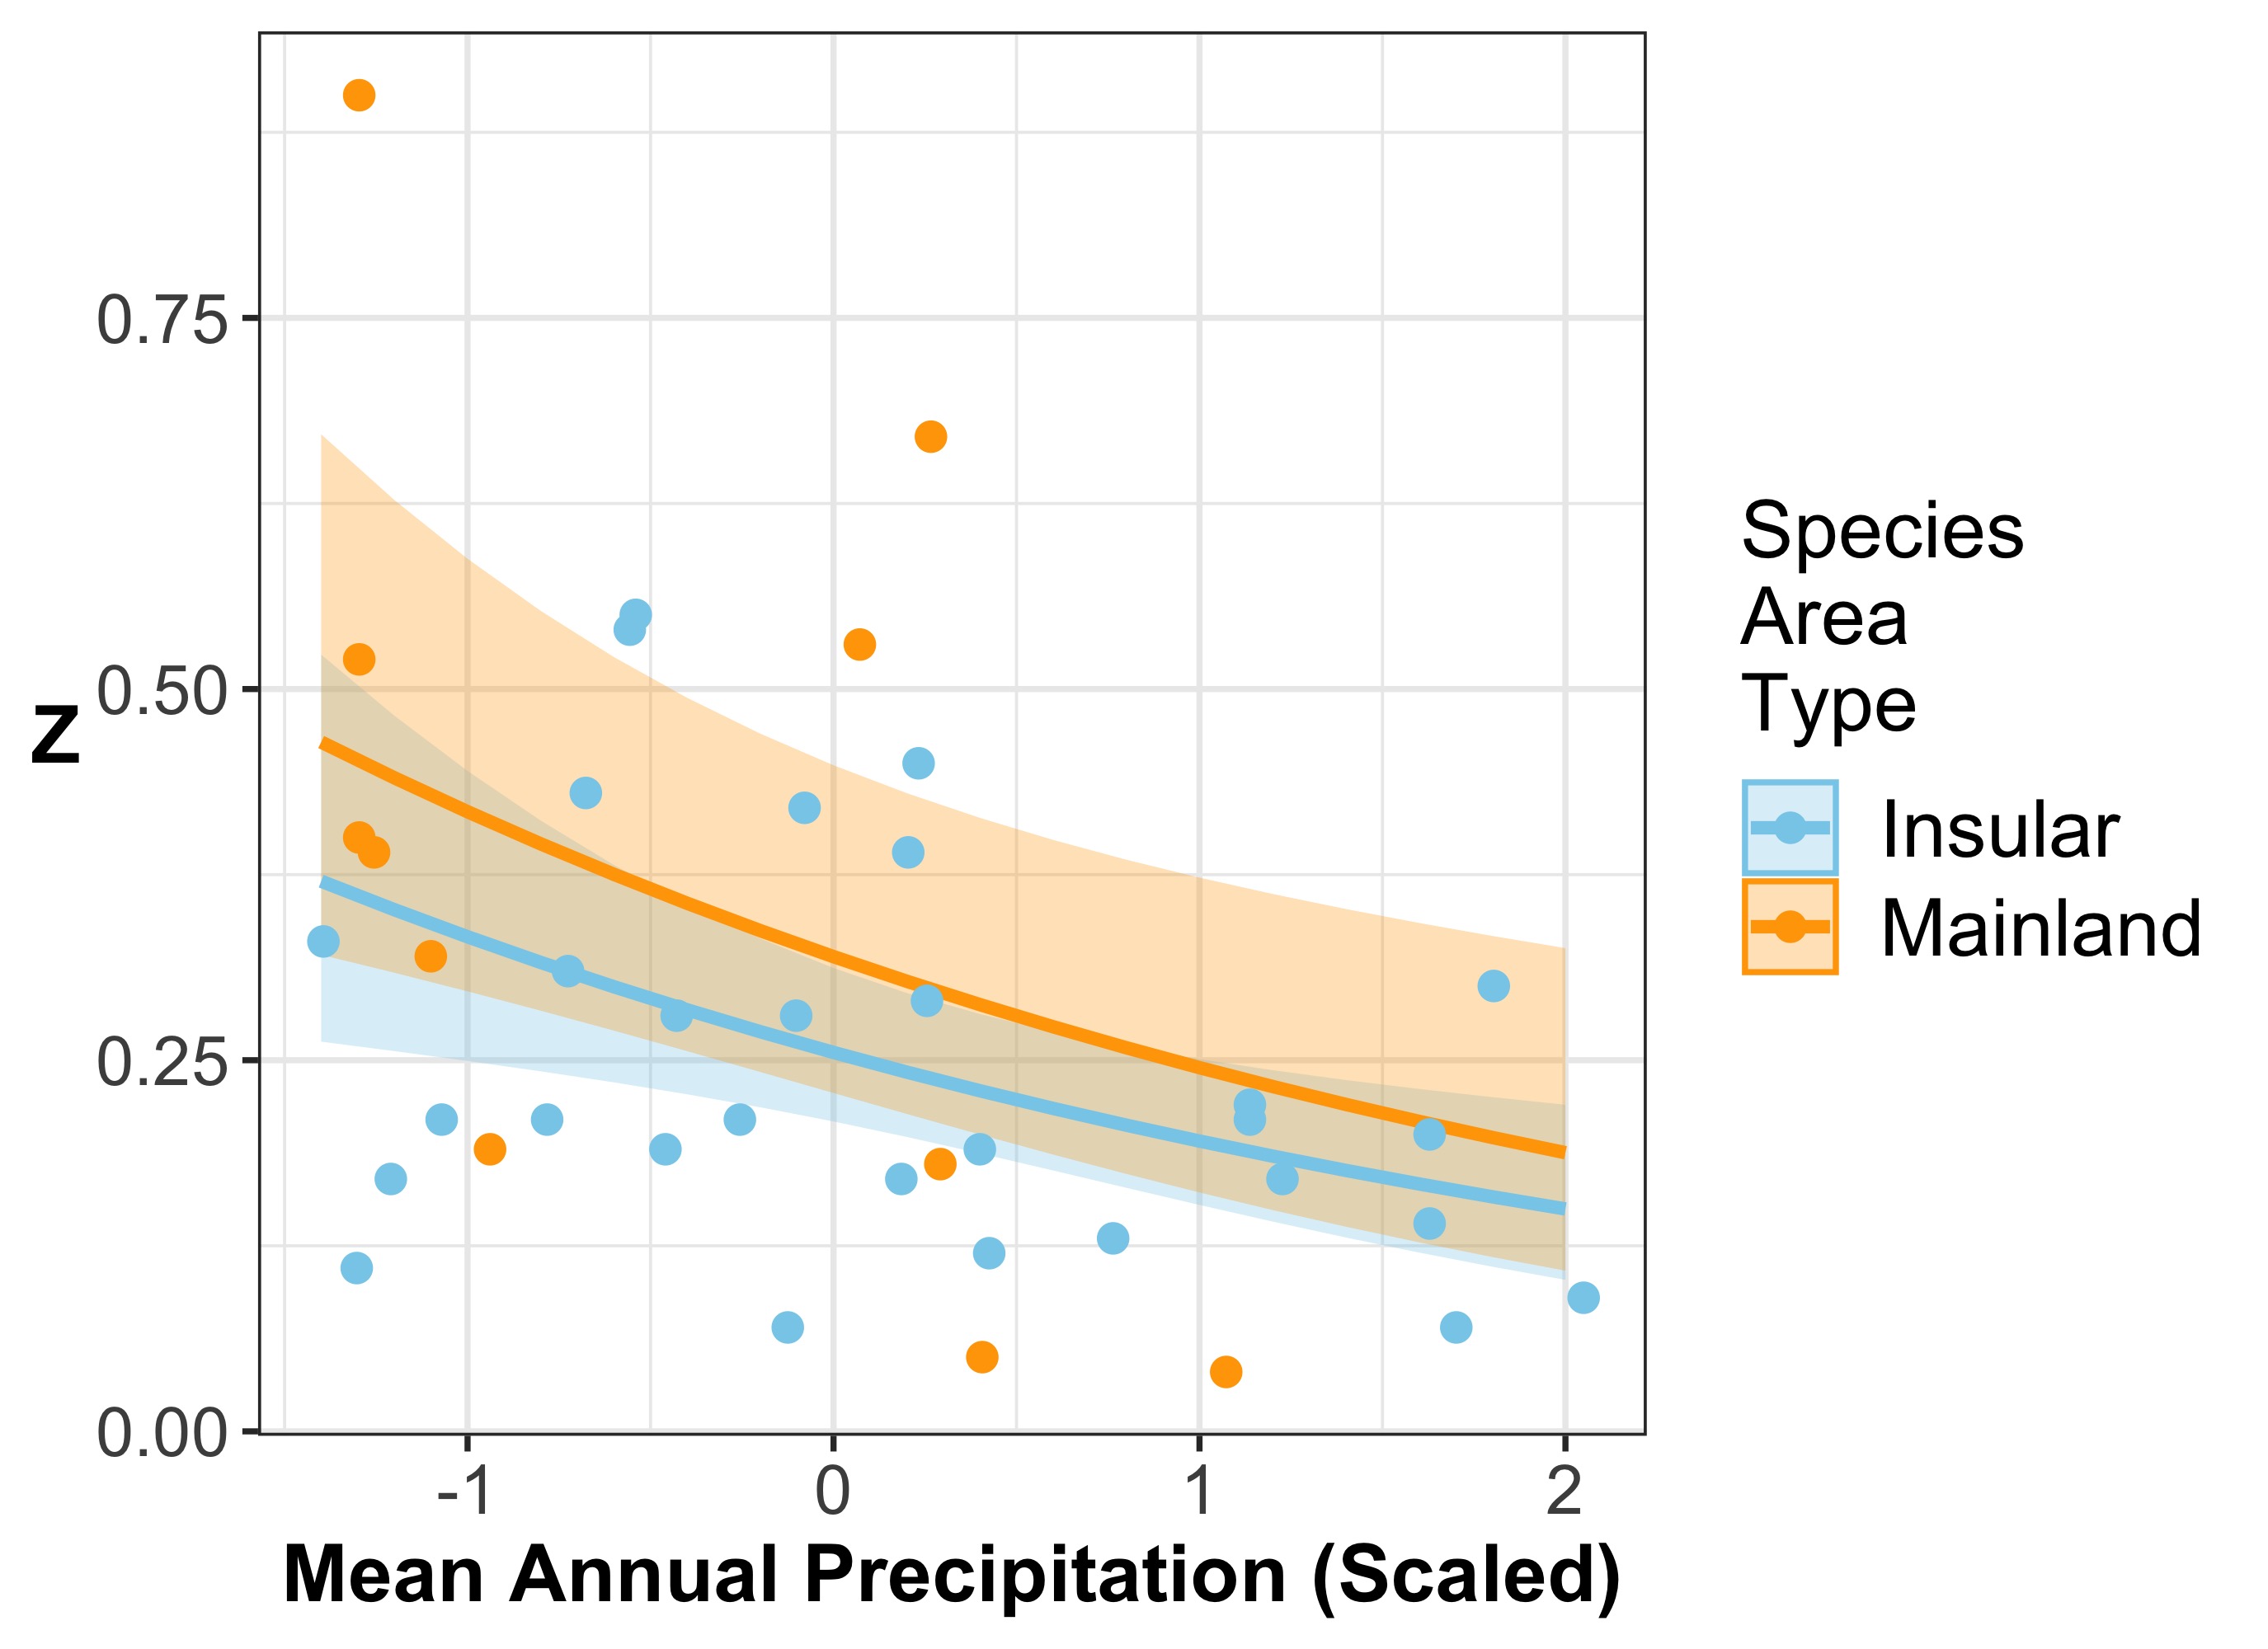 0.75
0.50
0.25
0.00
z
-1 0 1 2
Mean Annual Precipitation (Scaled)
Species
Area
Type
Insular
Mainland